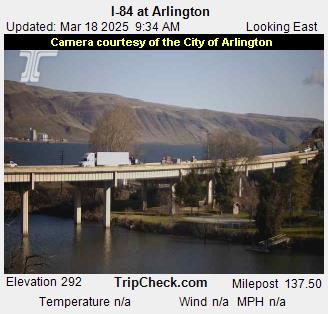 I-84 at Arlington
Updated: Mar 18 2025 9:34 AM Looking East
Camera courtesy of the City of Arlington
Elevation 292 TripCheck.com Milepost 137.50
Temperature n/a Wind n/a MPH n/a